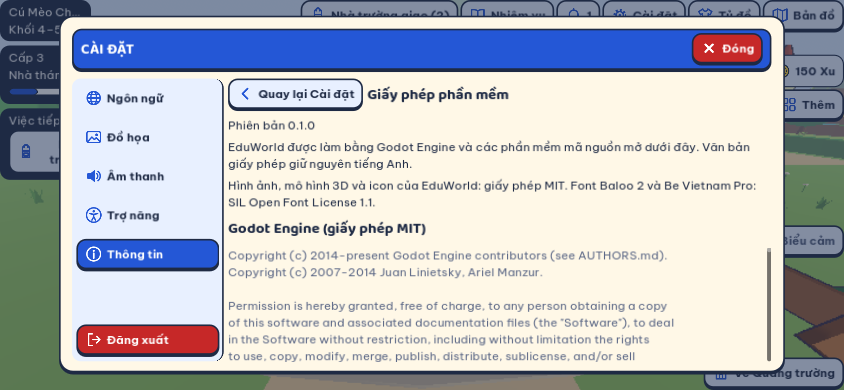 Cú Mèo Ch...
Khối 4-5
Nhà trường giao (2)
Nhiệm vụ
1
Cài đặt
Tủ đồ
Bản đồ
Cấp 3
150 Xu
Thêm
Việc tiếp
Biểu cảm
Về Quảng trường
CÀI ĐẶT
Đóng
Ngôn ngữ
Đồ họa
Âm thanh
Trợ năng
Thông tin
Đăng xuất
Quay lại Cài đặt
Giấy phép phần mềm
Phiên bản 0.1.0
EduWorld được làm bằng Godot Engine và các phần mềm mã nguồn mở dưới đây. Văn bản
giấy phép giữ nguyên tiếng Anh.
Hình ảnh, mô hình 3D và icon của EduWorld: giấy phép MIT. Font Baloo 2 và Be Vietnam Pro:
SIL Open Font License 1.1.
Godot Engine (giấy phép MIT)
Copyright (c) 2014-present Godot Engine contributors (see AUTHORS.md).
Copyright (c) 2007-2014 Juan Linietsky, Ariel Manzur.
Permission is hereby granted, free of charge, to any person obtaining a copy
of this software and associated documentation files (the "Software"), to deal
in the Software without restriction, including without limitation the rights
to use, copy, modify, merge, publish, distribute, sublicense, and/or sell